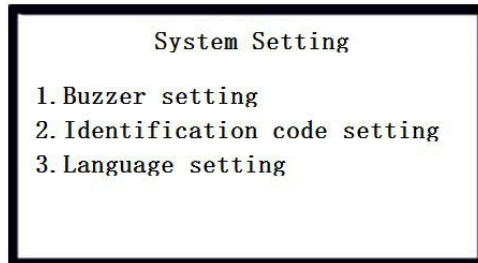 System Setting
1. Buzzer setting
2. Identification code setting
3. Language setting